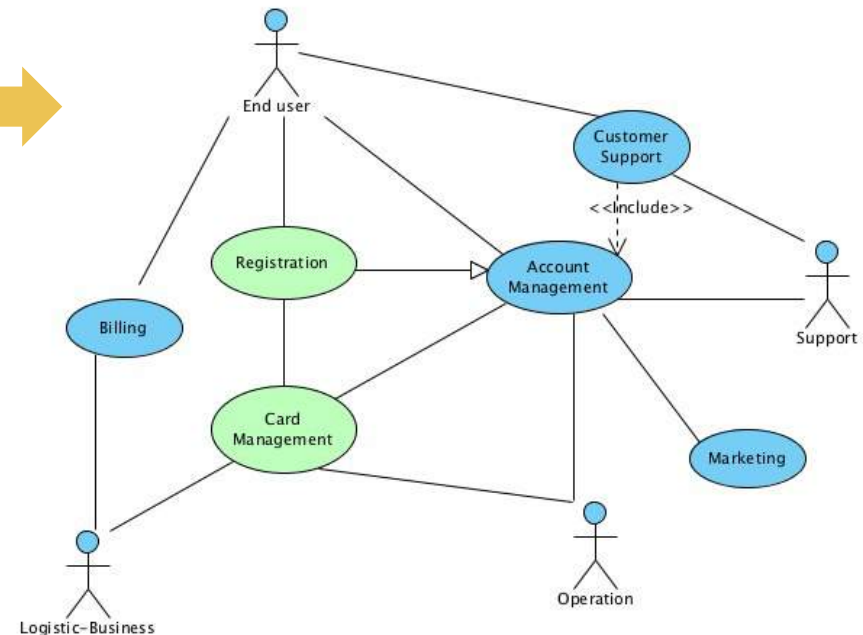 End user
Customer
Support
<<Include>>
Registration
Account
Management
Billing
Support
Card
Management
Marketing
Operation
Logistic-Business